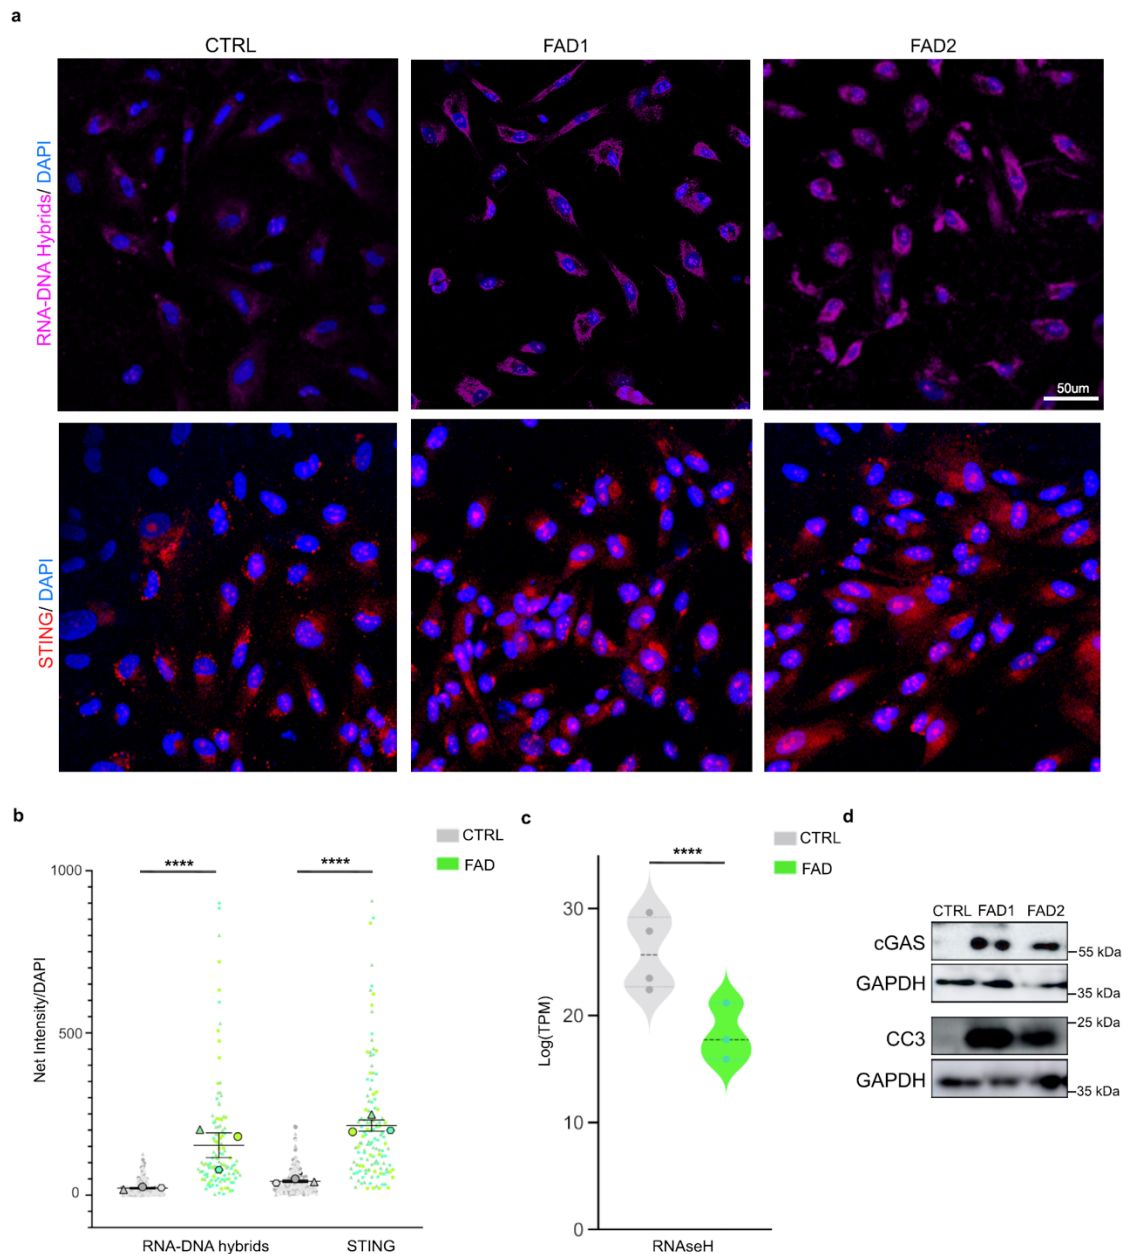 a
CTRL
FAD1
FAD2
RNA-DNA Hybrids/ DAPI
50um
STING/ DAPI
b
CTRL
FAD
****
****
1000
500
0
Net Intensity/DAPI
RNA-DNA hybrids
STING
c
CTRL
FAD
****
30
20
10
0
Log(TPM)
RNAseH
d
CTRL FAD1 FAD2
cGAS
55 kDa
GAPDH
35 kDa
25 kDa
CC3
GAPDH
35 kDa